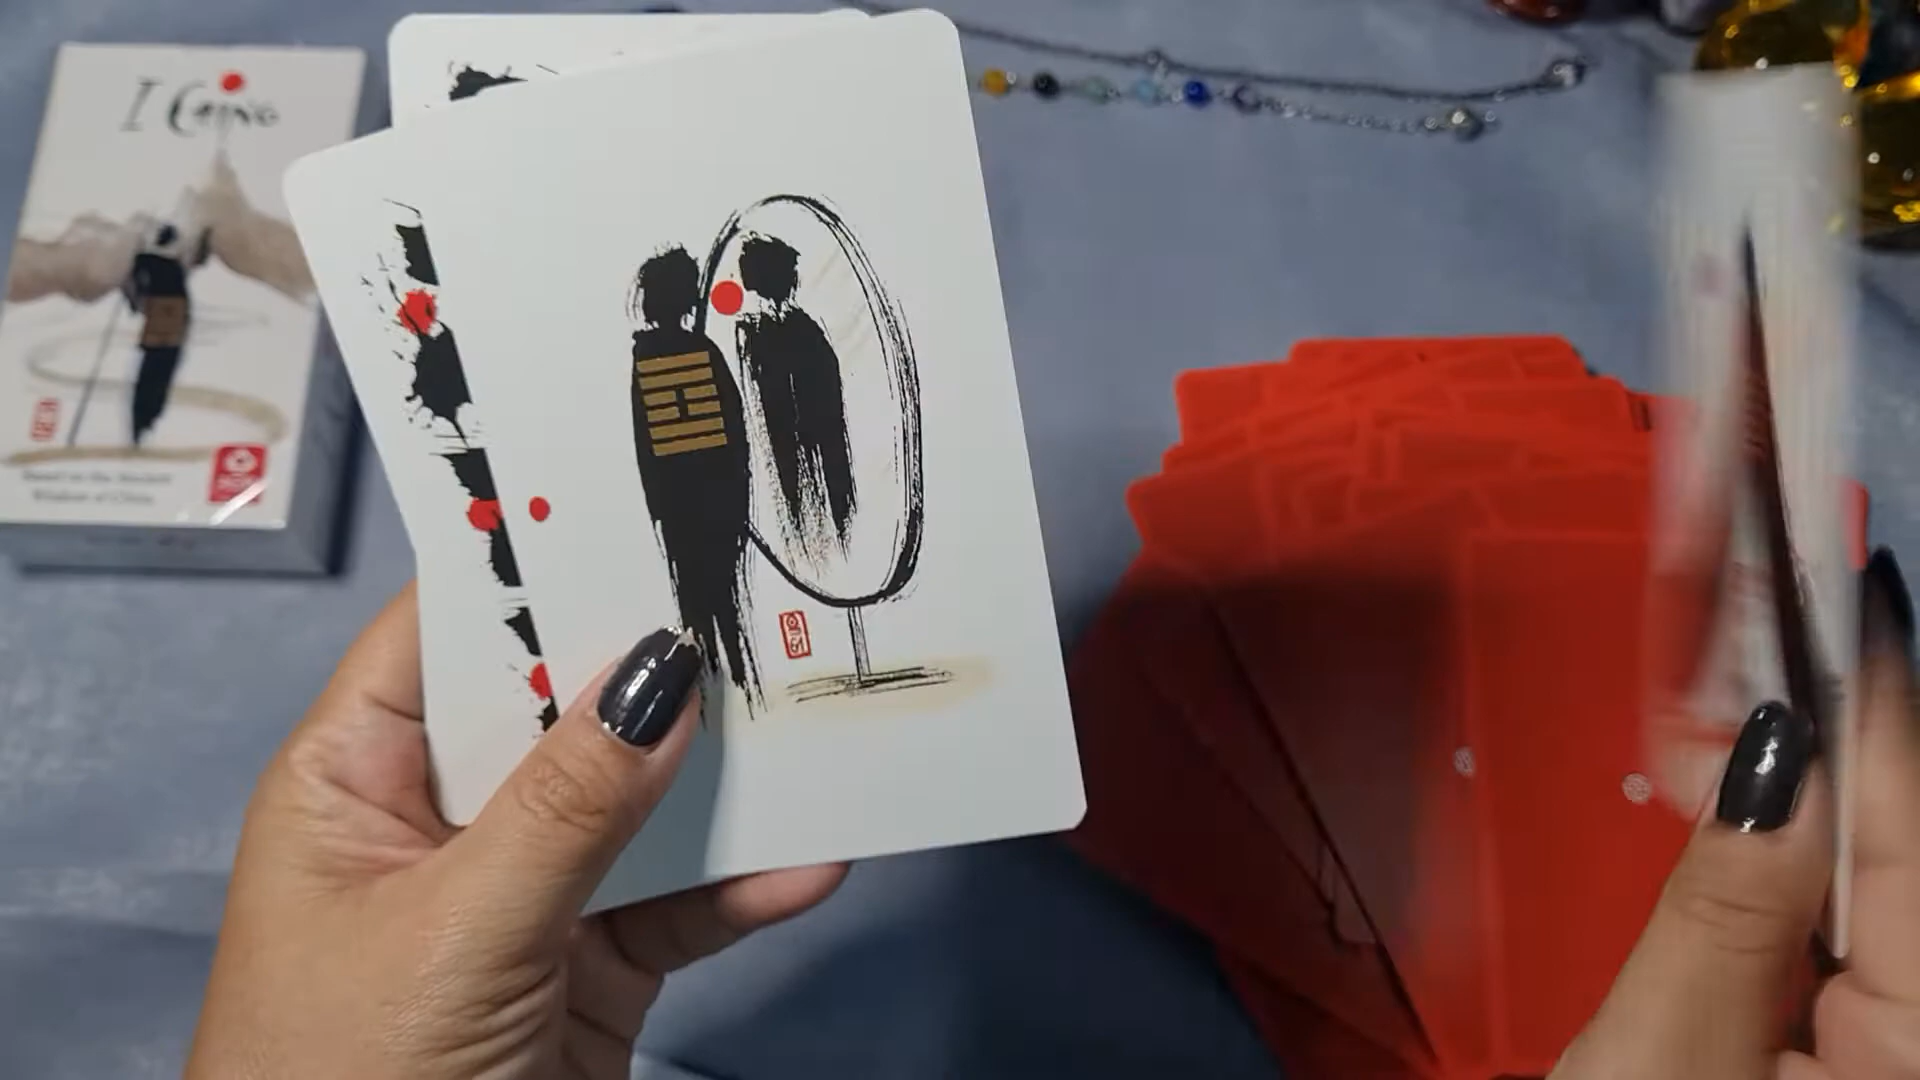 I Ching
Based on the Ancient
Wisdom of China